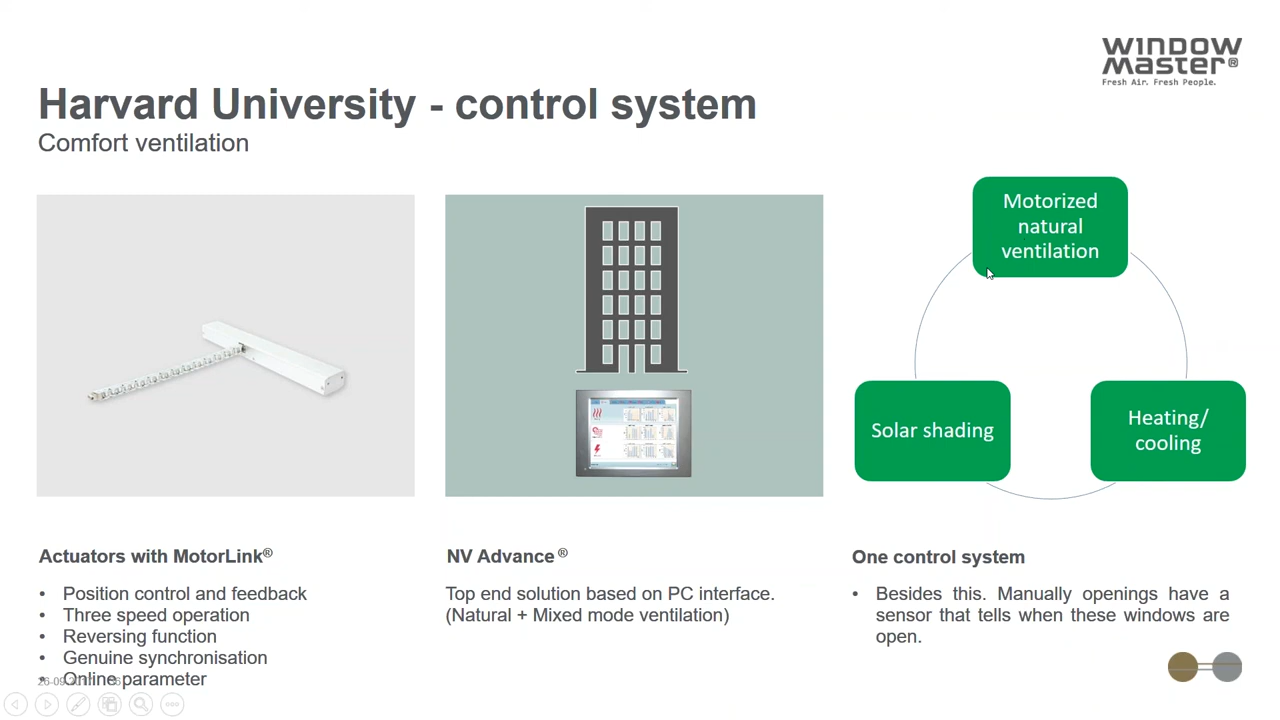 WINDOW
MASTER®
Fresh Air. Fresh People.
Harvard University - control system
Comfort ventilation
Motorized
natural
ventilation
Solar shading
Heating/
cooling
Actuators with MotorLink®
• Position control and feedback
• Three speed operation
• Reversing function
• Genuine synchronisation
• Online parameter
NV Advance®
Top end solution based on PC interface.
(Natural + Mixed mode ventilation)
One control system
• Besides this. Manually openings have a
sensor that tells when these windows are
open.